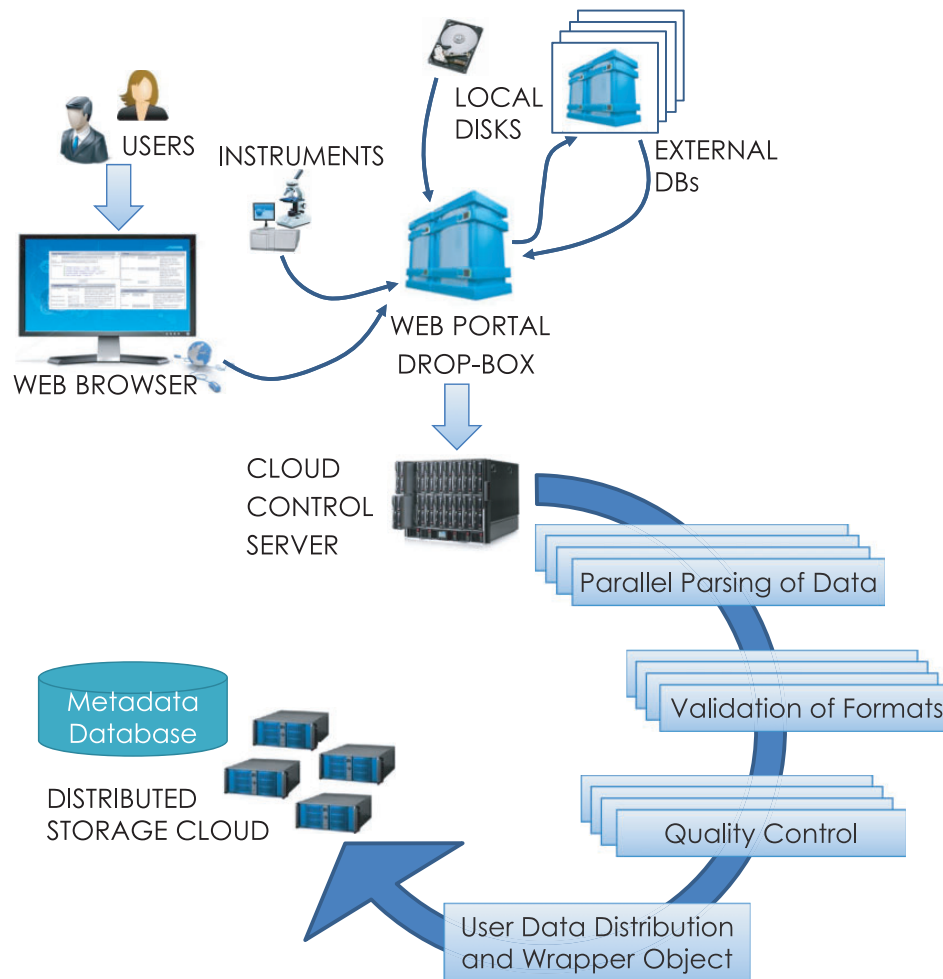 USERS
INSTRUMENTS
LOCAL
DISKS
EXTERNAL
DBs
WEB BROWSER
WEB PORTAL
DROP-BOX
CLOUD
CONTROL
SERVER
Parallel Parsing of Data
Validation of Formats
Quality Control
User Data Distribution
and Wrapper Object
Metadada
Database
DISTRIBUTED
STORAGE CLOUD